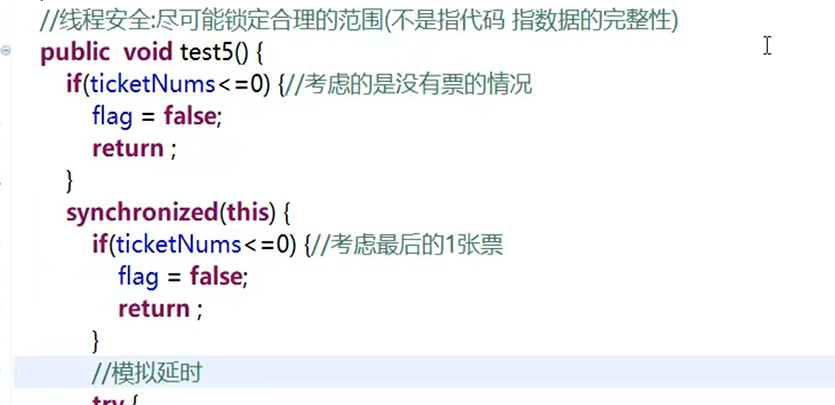 //线程安全:尽可能锁定合理的范围(不是指代码 指数据的完整性)
public void test5() {
if(ticketNums<=0) {//考虑的是没有票的情况
flag = false;
return ;
}
synchronized(this) {
if(ticketNums<=0) {//考虑最后的1张票
flag = false;
return ;
}
//模拟延时
try {